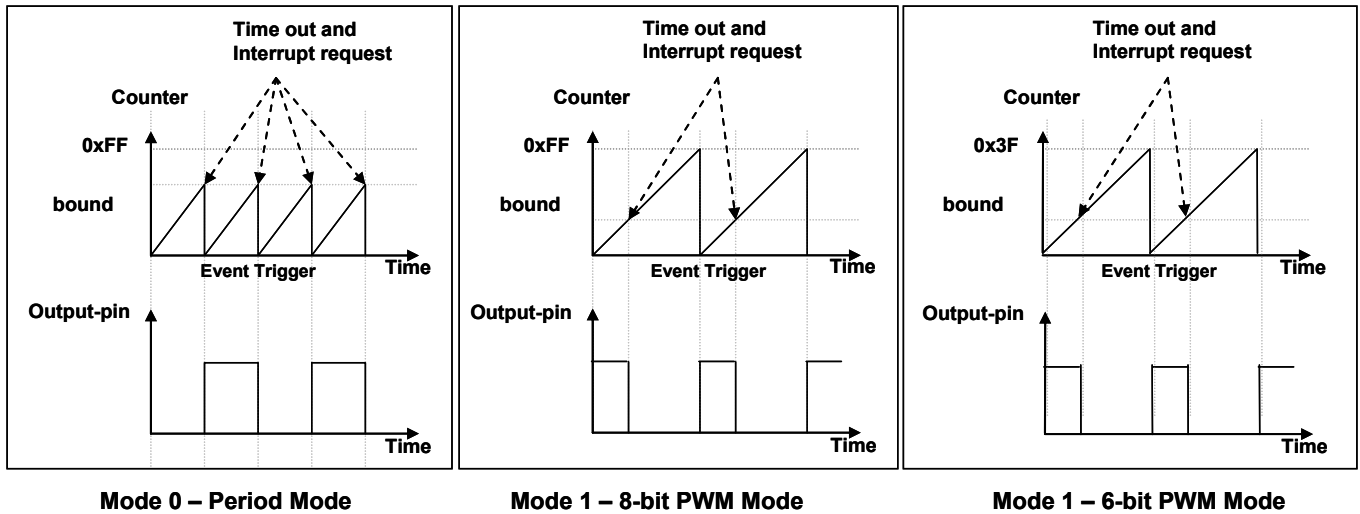 Time out and
Interrupt request
Counter
0xFF
bound
Event Trigger
Time
Output-pin
Time
Mode 0 – Period Mode
Time out and
Interrupt request
Counter
0xFF
bound
Event Trigger
Time
Output-pin
Time
Mode 1 – 8-bit PWM Mode
Time out and
Interrupt request
Counter
0x3F
bound
Event Trigger
Time
Output-pin
Time
Mode 1 – 6-bit PWM Mode